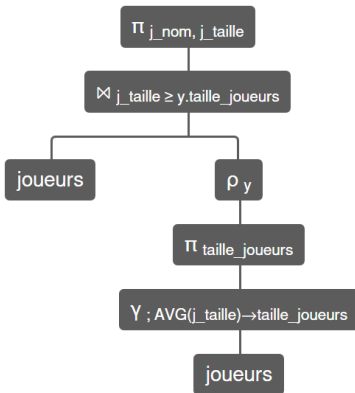 π j_nom, j_taille
⋈ j_taille ≥ y.taille_joueurs
joueurs
ρ y
π taille_joueurs
γ ; AVG(j_taille)→taille_joueurs
joueurs